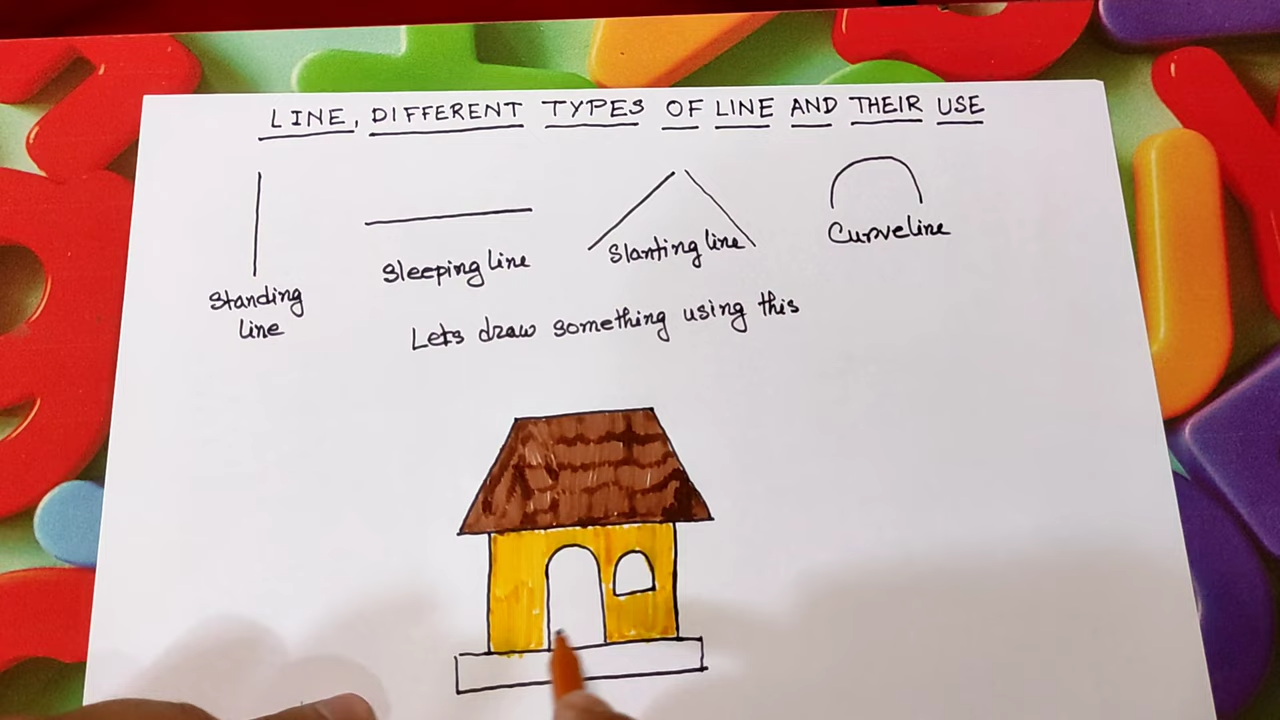 LINE, DIFFERENT TYPES OF LINE AND THEIR USE
Standing
line
Sleeping line
Slanting line
Curveline
Lets draw something using this